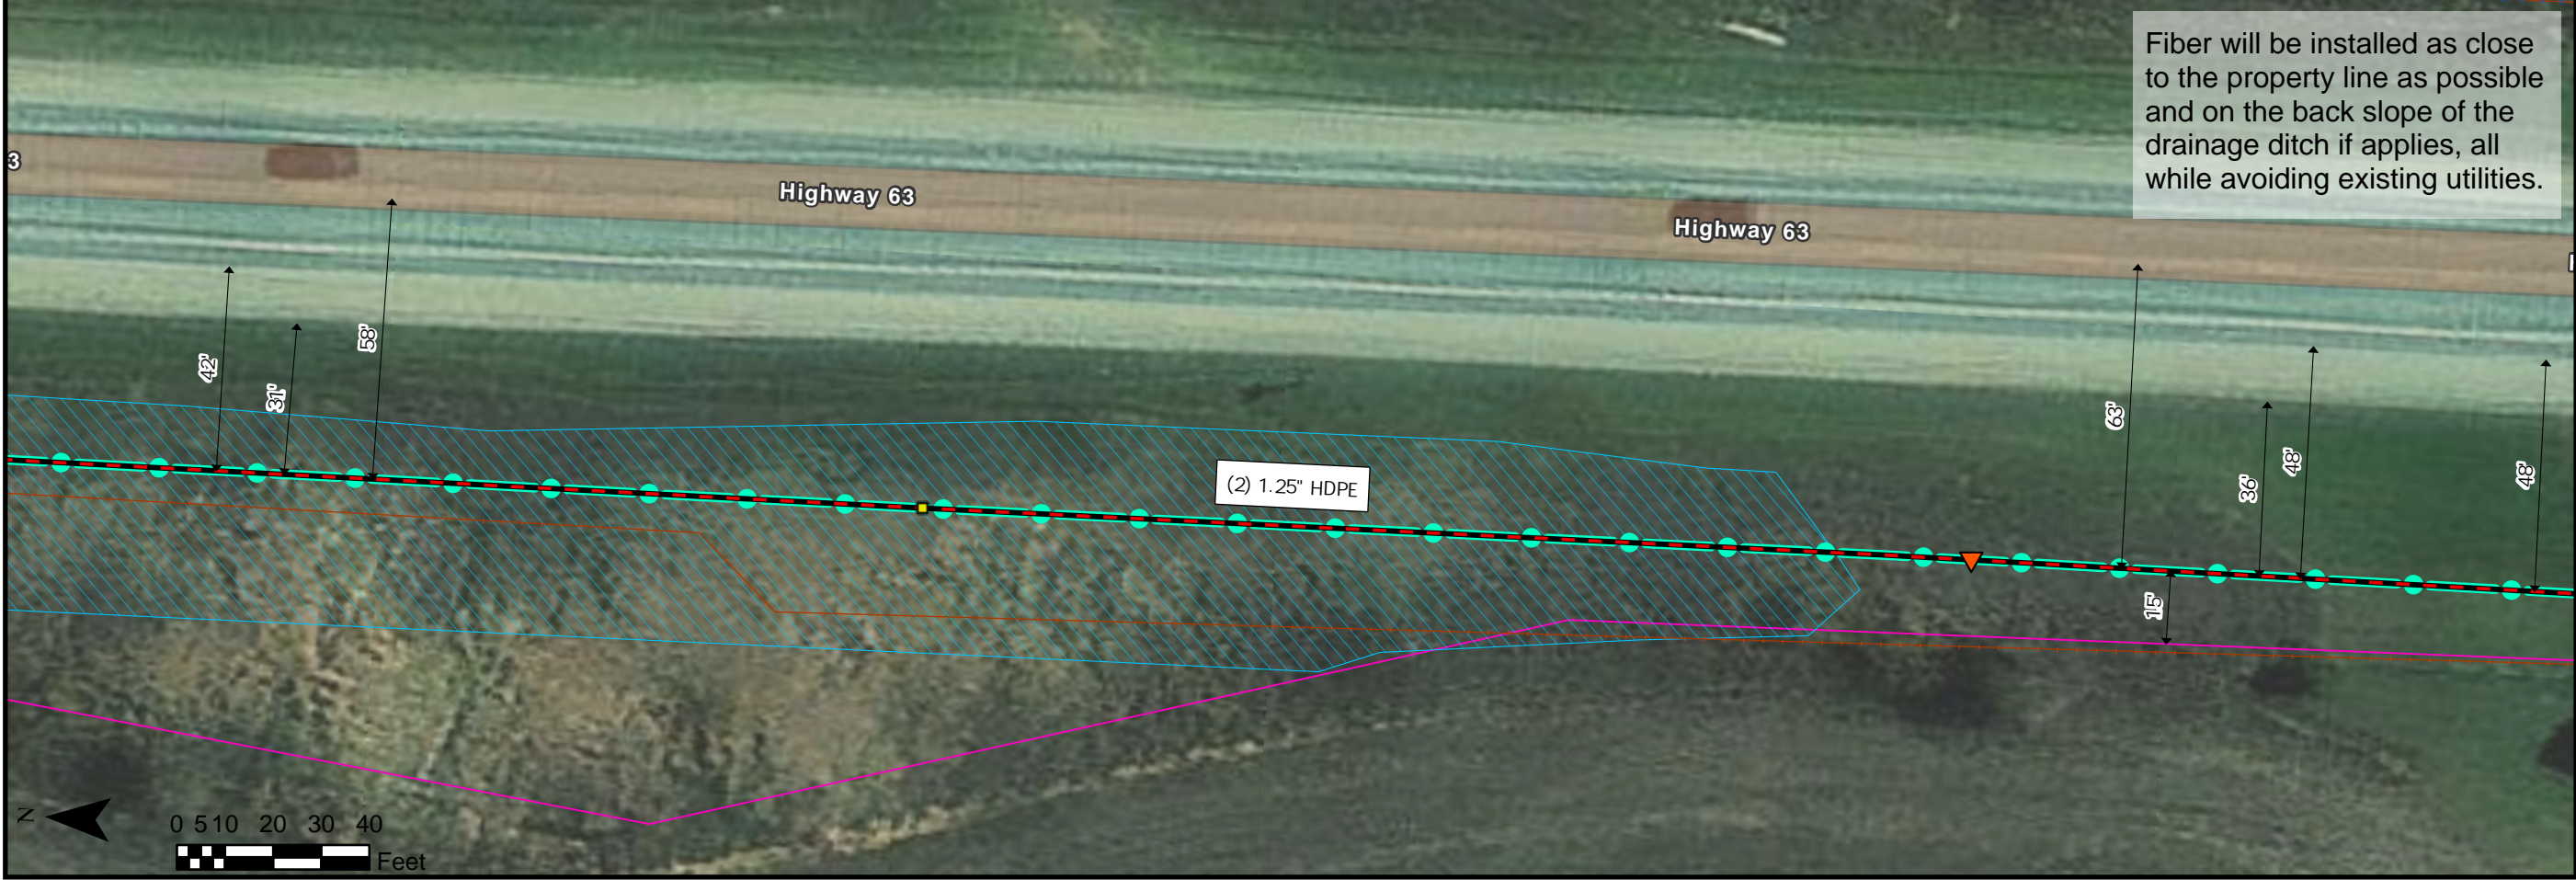 Fiber will be installed as close
to the property line as possible
and on the back slope of the
drainage ditch if applies, all
while avoiding existing utilities.
3
Highway 63
Highway 63
42'
31'
58'
63'
36'
48'
48'
(2) 1.25" HDPE
15'
N
0 5 10 20 30 40
Feet